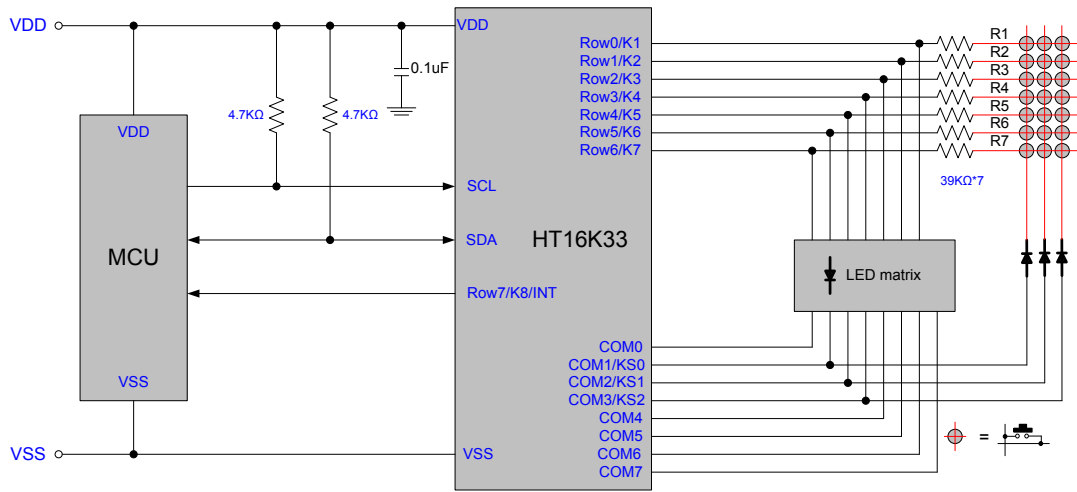 VDD
VDD
0.1uF
4.7KΩ
4.7KΩ
VDD
MCU
VSS
VSS
SCL
SDA
HT16K33
Row7/K8/INT
VSS
Row0/K1
Row1/K2
Row2/K3
Row3/K4
Row4/K5
Row5/K6
Row6/K7
R1
R2
R3
R4
R5
R6
R7
39KΩ*7
LED matrix
COM0
COM1/KS0
COM2/KS1
COM3/KS2
COM4
COM5
COM6
COM7
=